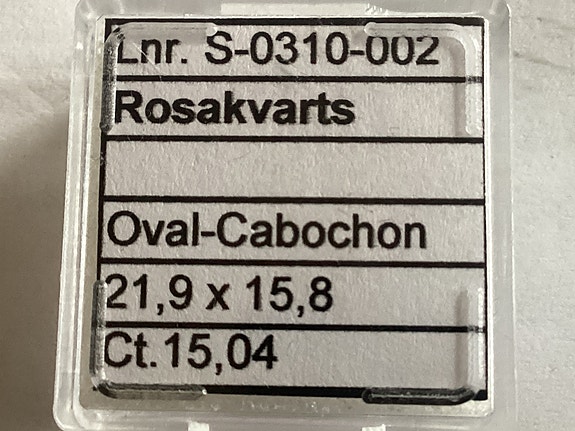 Lnr. S-0310-002
Rosakvarts
Oval-Cabochon
21,9 x 15,8
Ct.15,04